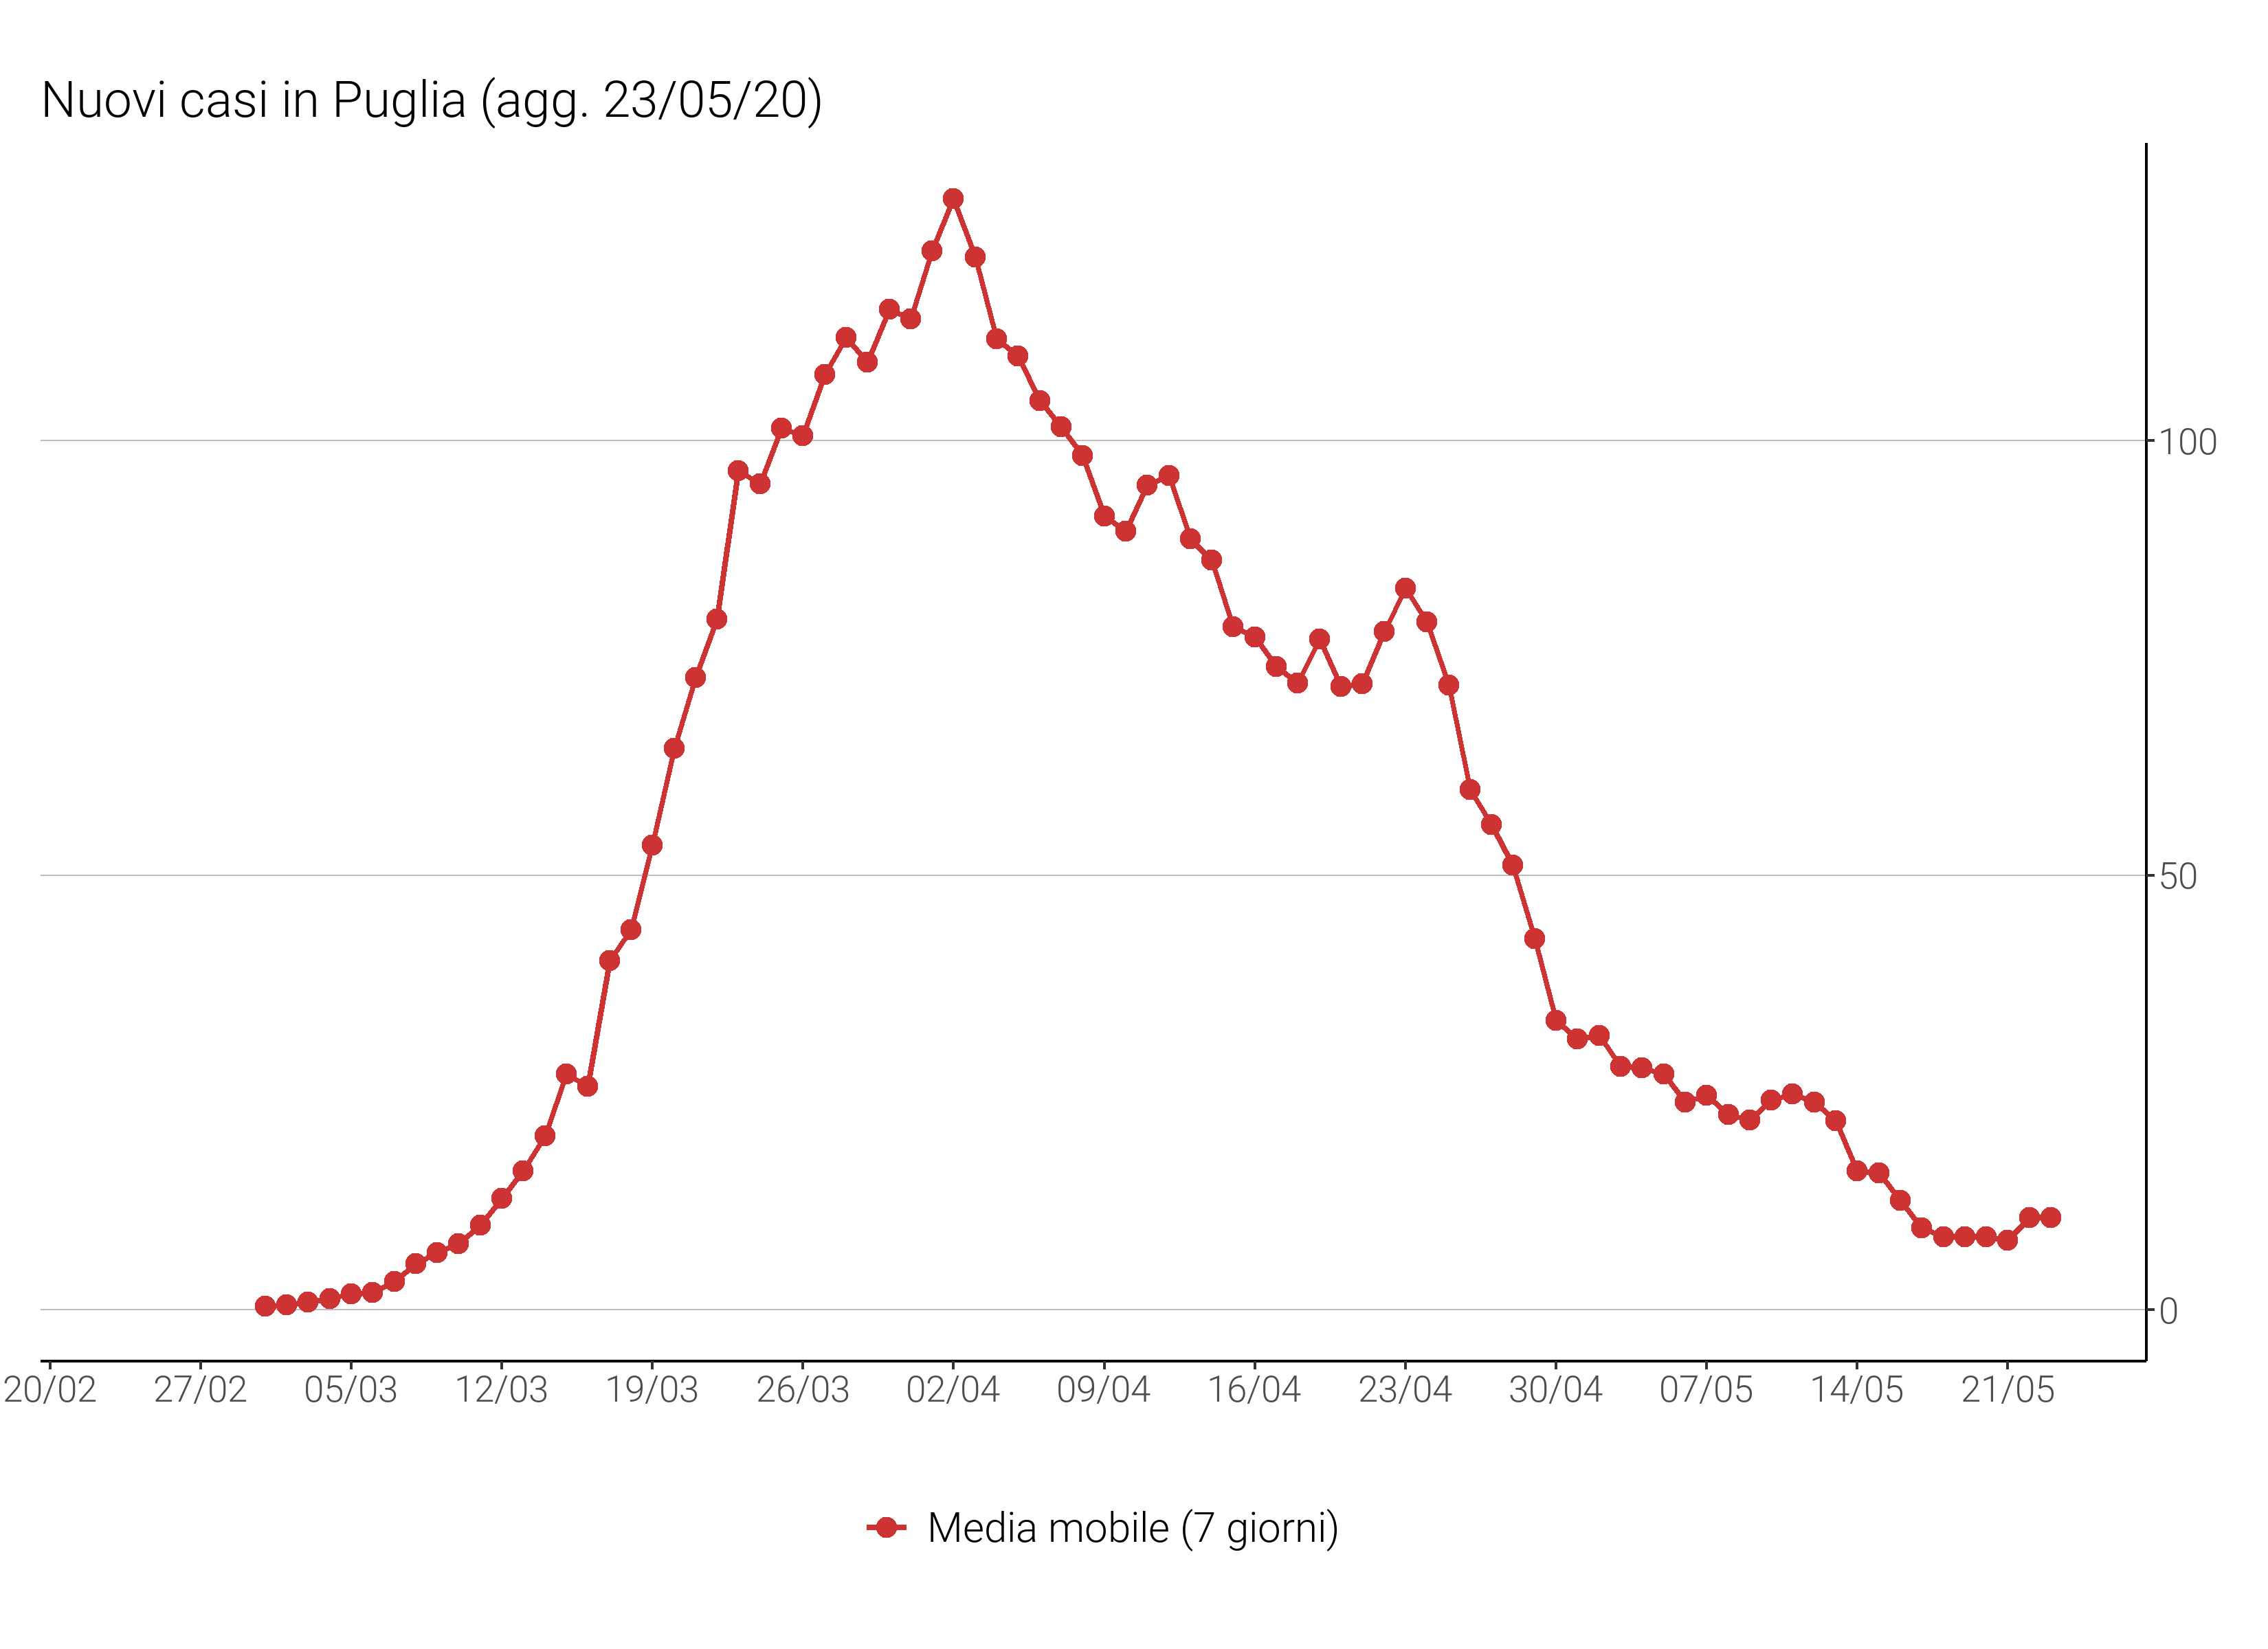 Nuovi casi in Puglia (agg. 23/05/20)
100
50
0
20/02 27/02 05/03 12/03 19/03 26/03 02/04 09/04 16/04 23/04 30/04 07/05 14/05 21/05
Media mobile (7 giorni)